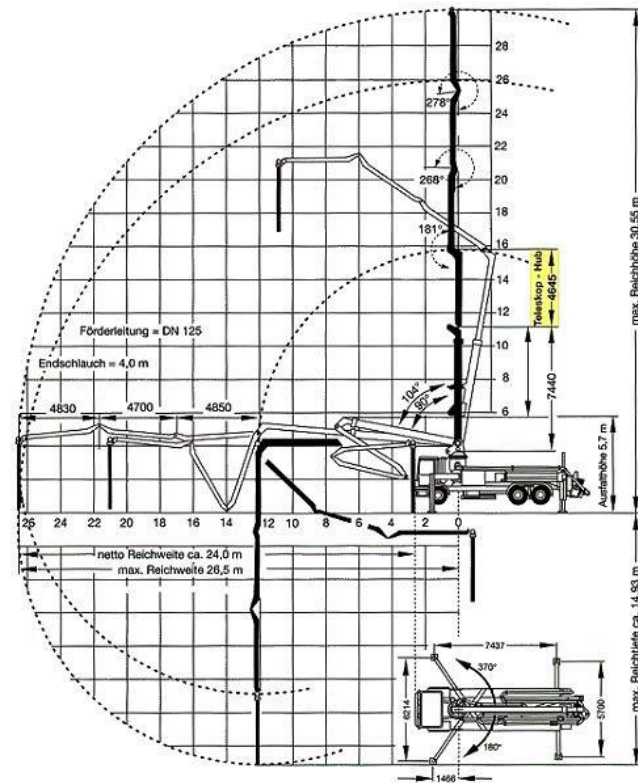 28
26
24
22
20
18
16
14
12
10
8
6
278°
268°
181°
104°
90°
Teleskop - Hub
4645
7440
max. Reichhöhe 30,55 m
Förderleitung = DN 125
Endschlauch = 4,0 m
4830 4700 4850
Ausfalthöhe 5,7 m
26 24 22 20 18 16 14 12 10 8 6 4 2 0
netto Reichweite ca. 24,0 m
max. Reichweite 26,5 m
max. Reichtiefe ca. 14,93 m
7437
370°
6214
5700
180°
1466